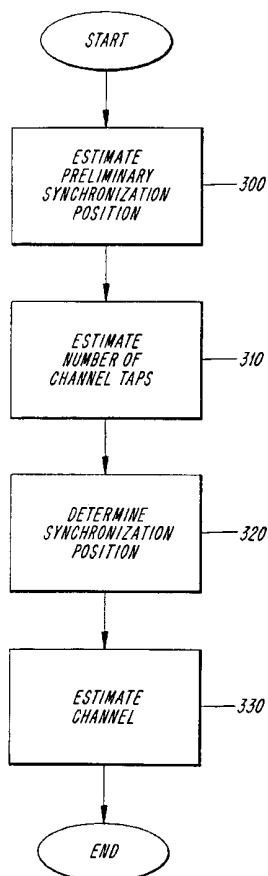 START
ESTIMATE
PRELIMINARY
SYNCHRONIZATION
POSITION
300
ESTIMATE
NUMBER OF
CHANNEL TAPS
310
DETERMINE
SYNCHRONIZATION
POSITION
320
ESTIMATE
CHANNEL
330
END